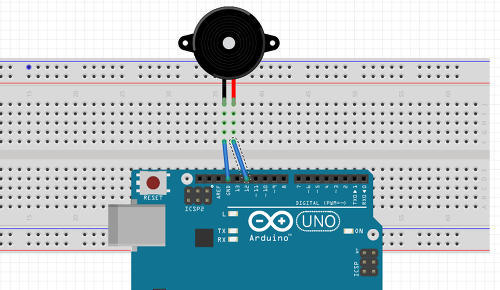 RESET
ICSP2
AREF
GND
13
12
~11
~10
~9
8
7
~6
~5
4
~3
2
TX▶1
RX◀0
L
TX
RX
DIGITAL (PWM~)
UNO
Arduino™
ON
ICSP